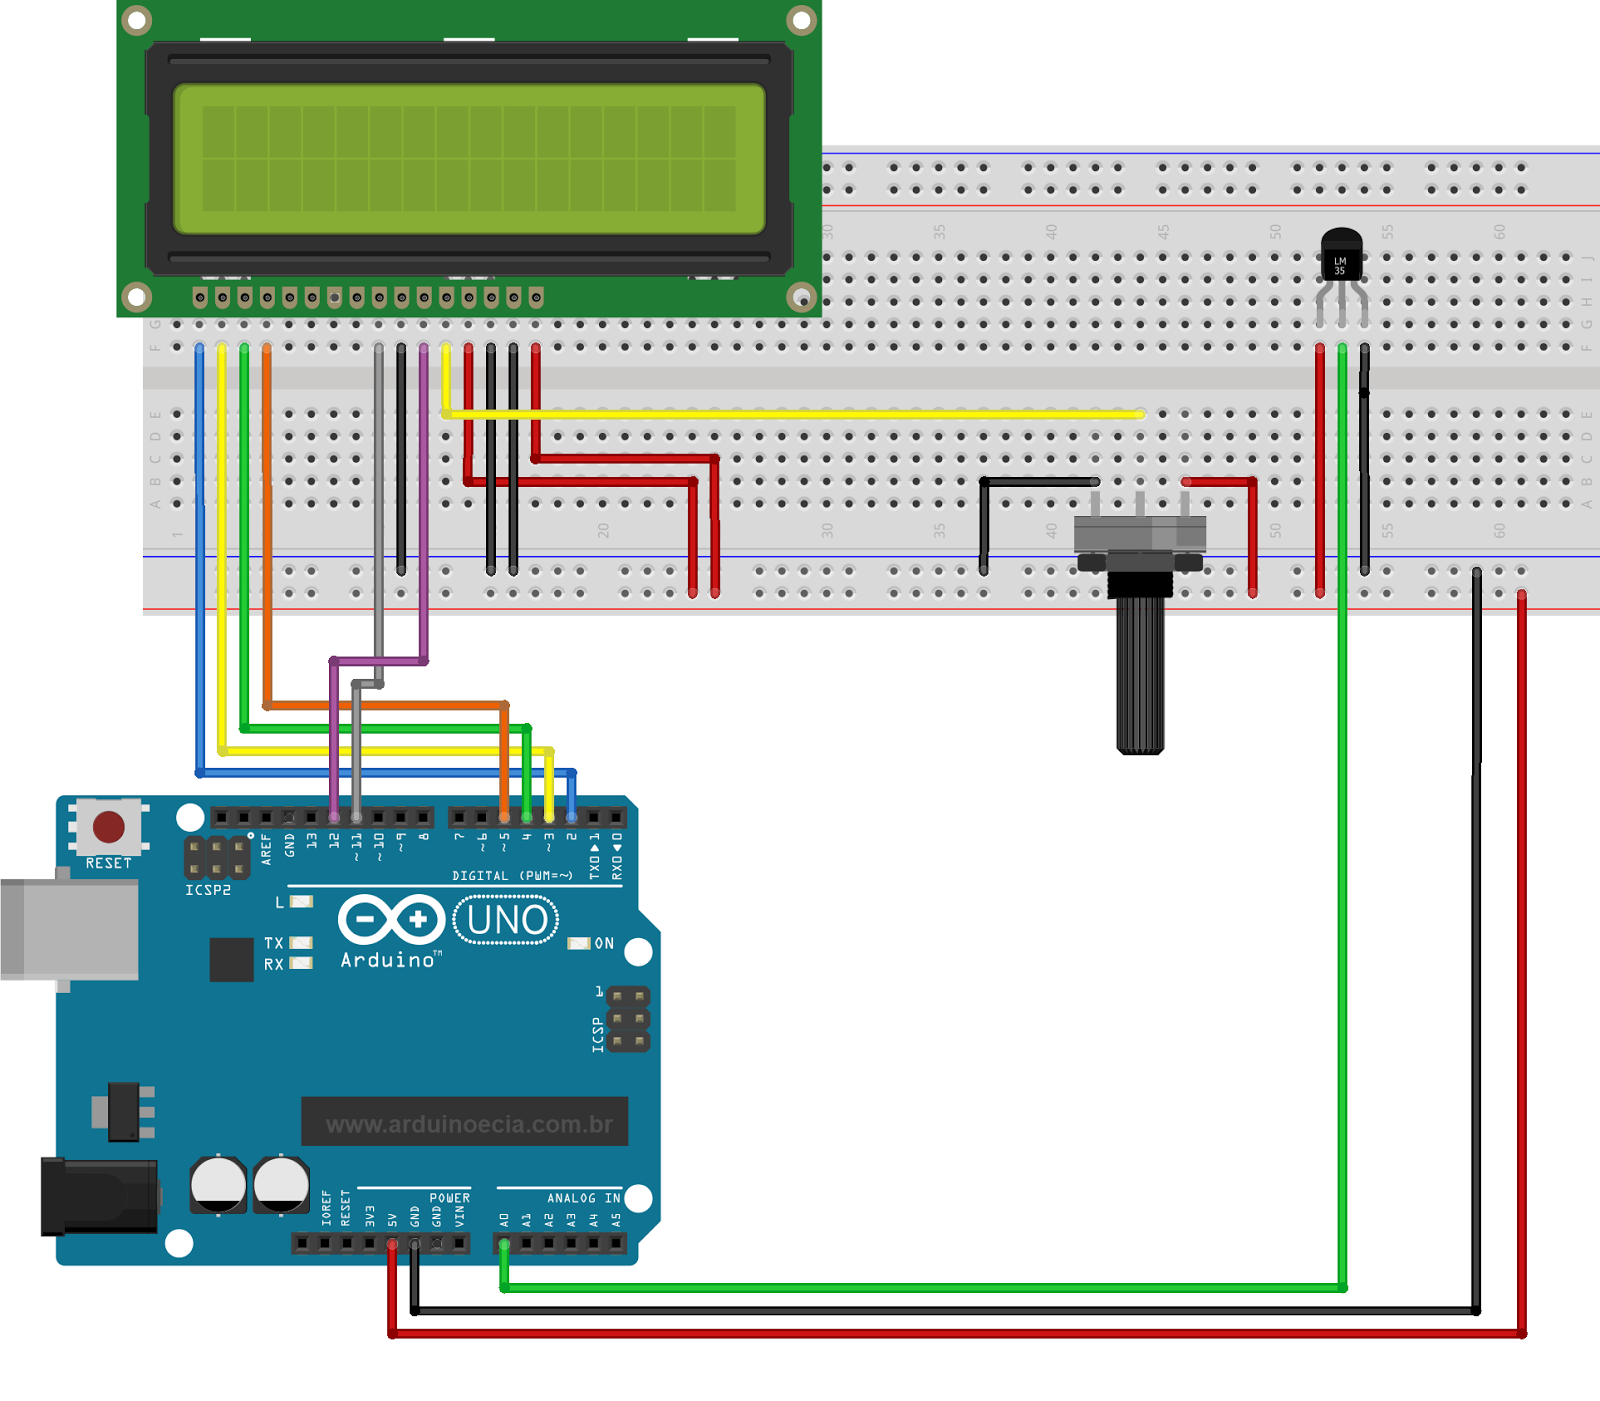 30 35 40 45 50 55 60
J
I
H
G G
F F
LM
35
E E
D D
C C
B B
A A
1 20 30 35 40 45 50 55 60
RESET
ICSP2
AREF
GND
13
12
~11
~10
~9
8
7
~6
~5
4
~3
2
TX0▶1
RX0◀0
DIGITAL (PWM=~)
L
TX
RX
UNO
Arduino™
ON
1
ICSP
www.arduinoecia.com.br
IOREF
RESET
3V3
5V
GND
GND
VIN
POWER
ANALOG IN
A0
A1
A2
A3
A4
A5